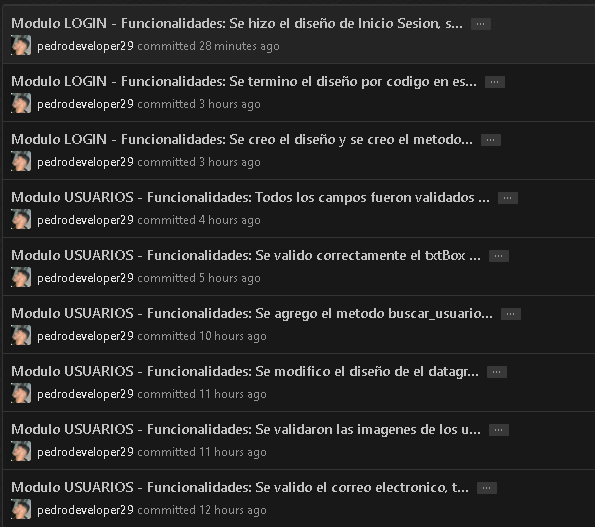 Modulo LOGIN - Funcionalidades: Se hizo el diseño de Inicio Sesion, s... ...
pedrodeveloper29 committed 28 minutes ago
Modulo LOGIN - Funcionalidades: Se termino el diseño por codigo en es... ...
pedrodeveloper29 committed 3 hours ago
Modulo LOGIN - Funcionalidades: Se creo el diseño y se creo el metodo... ...
pedrodeveloper29 committed 3 hours ago
Modulo USUARIOS - Funcionalidades: Todos los campos fueron validados ... ...
pedrodeveloper29 committed 4 hours ago
Modulo USUARIOS - Funcionalidades: Se valido correctamente el txtBox ... ...
pedrodeveloper29 committed 5 hours ago
Modulo USUARIOS - Funcionalidades: Se agrego el metodo buscar_usuario... ...
pedrodeveloper29 committed 10 hours ago
Modulo USUARIOS - Funcionalidades: Se modifico el diseño de el datagr... ...
pedrodeveloper29 committed 11 hours ago
Modulo USUARIOS - Funcionalidades: Se validaron las imagenes de los u... ...
pedrodeveloper29 committed 11 hours ago
Modulo USUARIOS - Funcionalidades: Se valido el correo electronico, t... ...
pedrodeveloper29 committed 12 hours ago